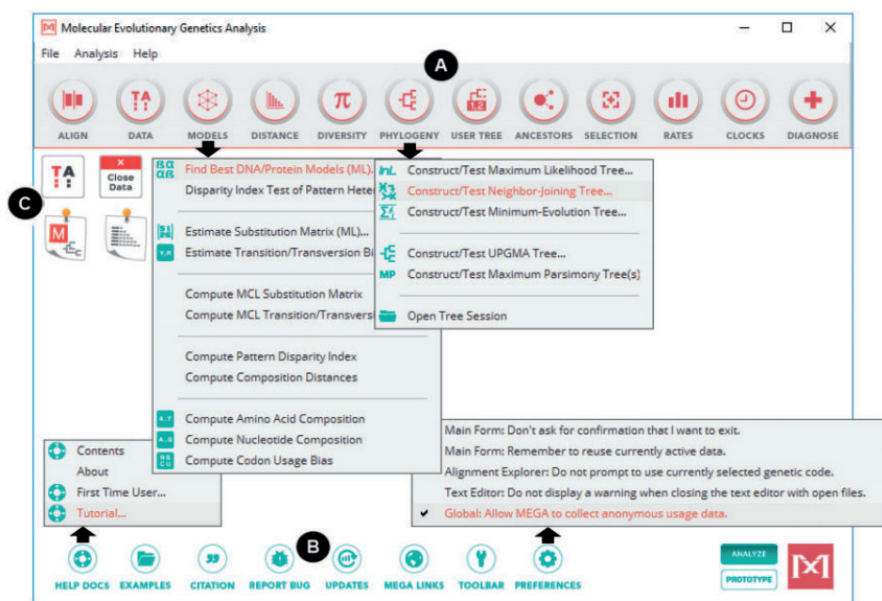 Molecular Evolutionary Genetics Analysis
File Analysis Help
A
ALIGN DATA MODELS DISTANCE DIVERSITY PHYLOGENY USER TREE ANCESTORS SELECTION RATES CLOCKS DIAGNOSE
C
TA
Close
Data
Find Best DNA/Protein Models (ML)...
Disparity Index Test of Pattern Heter
Estimate Substitution Matrix (ML)...
Estimate Transition/Transversion Bi
Compute MCL Substitution Matrix
Compute MCL Transition/Transversi
Compute Pattern Disparity Index
Compute Composition Distances
Compute Amino Acid Composition
Compute Nucleotide Composition
Compute Codon Usage Bias
lnL Construct/Test Maximum Likelihood Tree...
Construct/Test Neighbor-Joining Tree...
Construct/Test Minimum-Evolution Tree...
Construct/Test UPGMA Tree...
MP Construct/Test Maximum Parsimony Tree(s)
Open Tree Session
Contents
About
First Time User...
Tutorial...
Main Form: Don't ask for confirmation that I want to exit.
Main Form: Remember to reuse currently active data.
Alignment Explorer: Do not prompt to use currently selected genetic code.
Text Editor: Do not display a warning when closing the text editor with open files.
Global: Allow MEGA to collect anonymous usage data.
B
HELP DOCS EXAMPLES CITATION REPORT BUG UPDATES MEGA LINKS TOOLBAR PREFERENCES
ANALYZE
PROTOTYPE
M